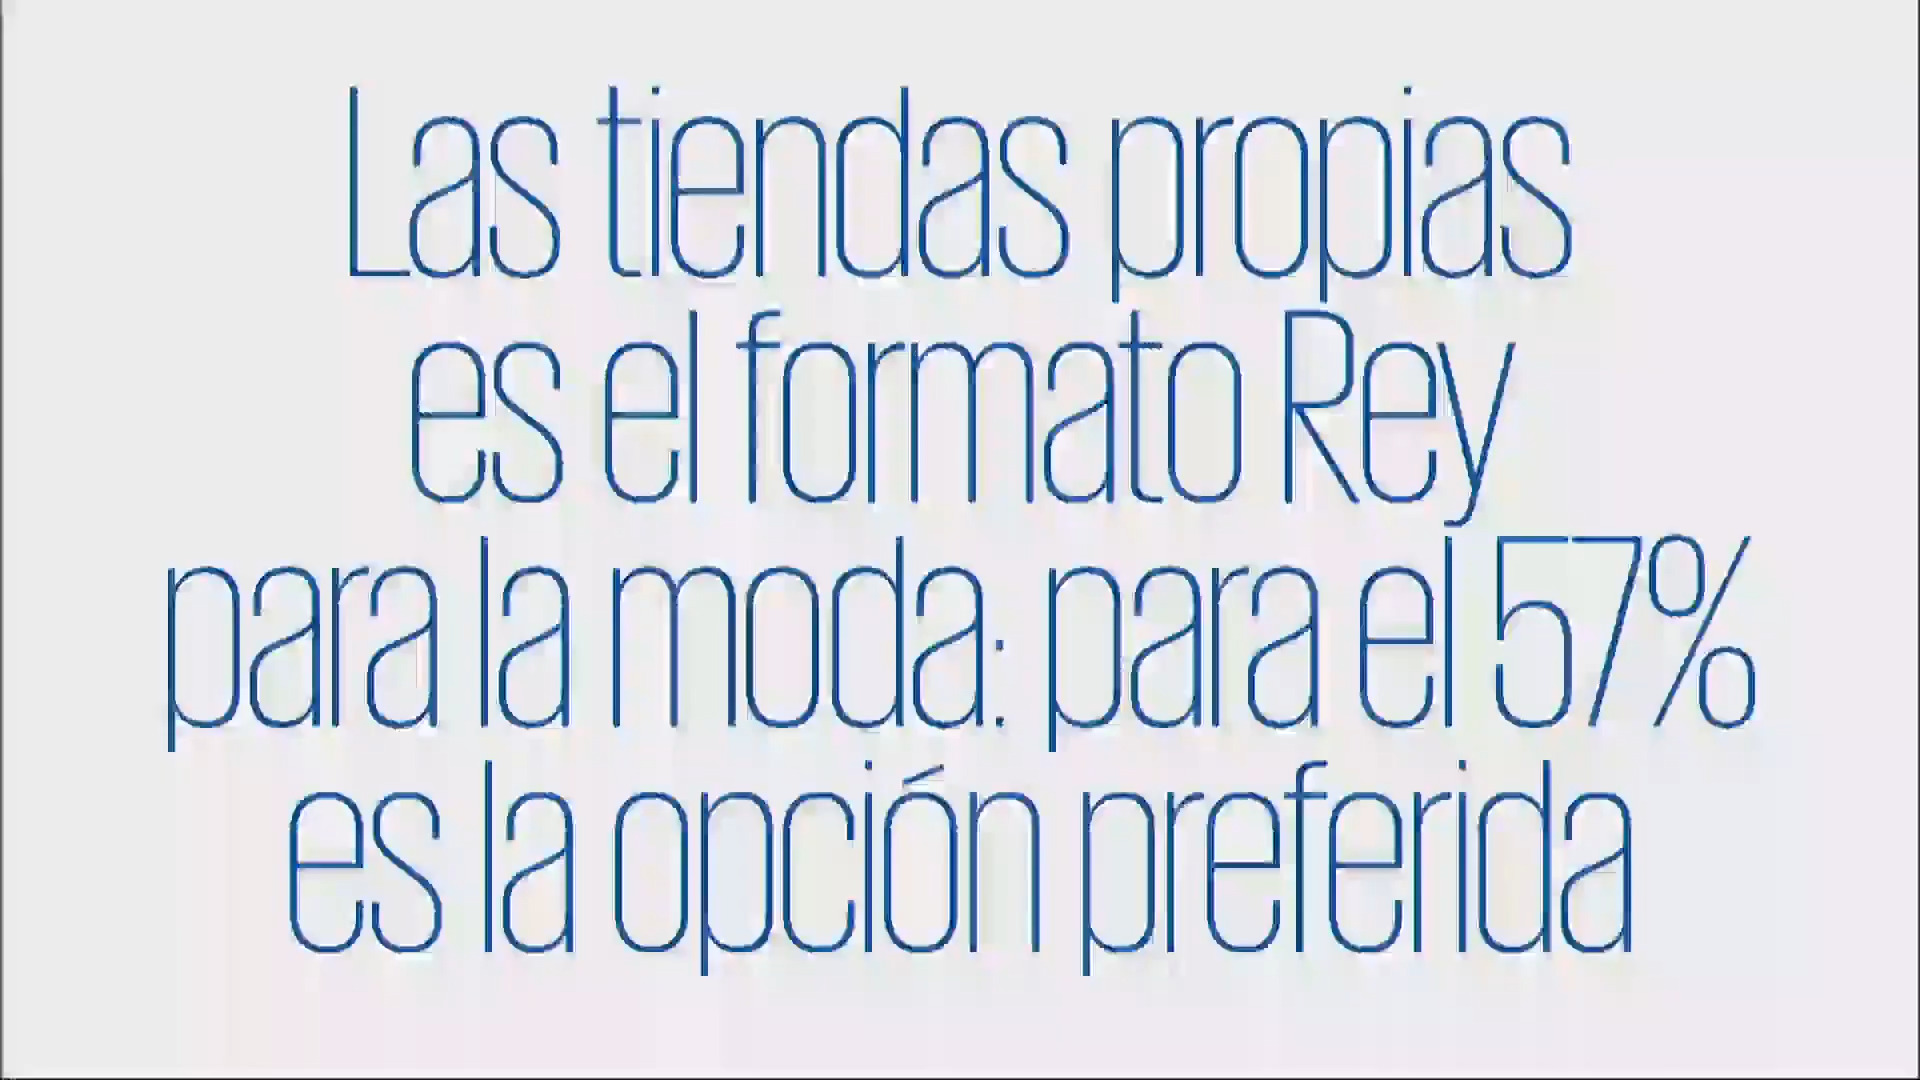 Las tiendas propias
es el formato Rey
para la moda: para el 57%
es la opción preferida